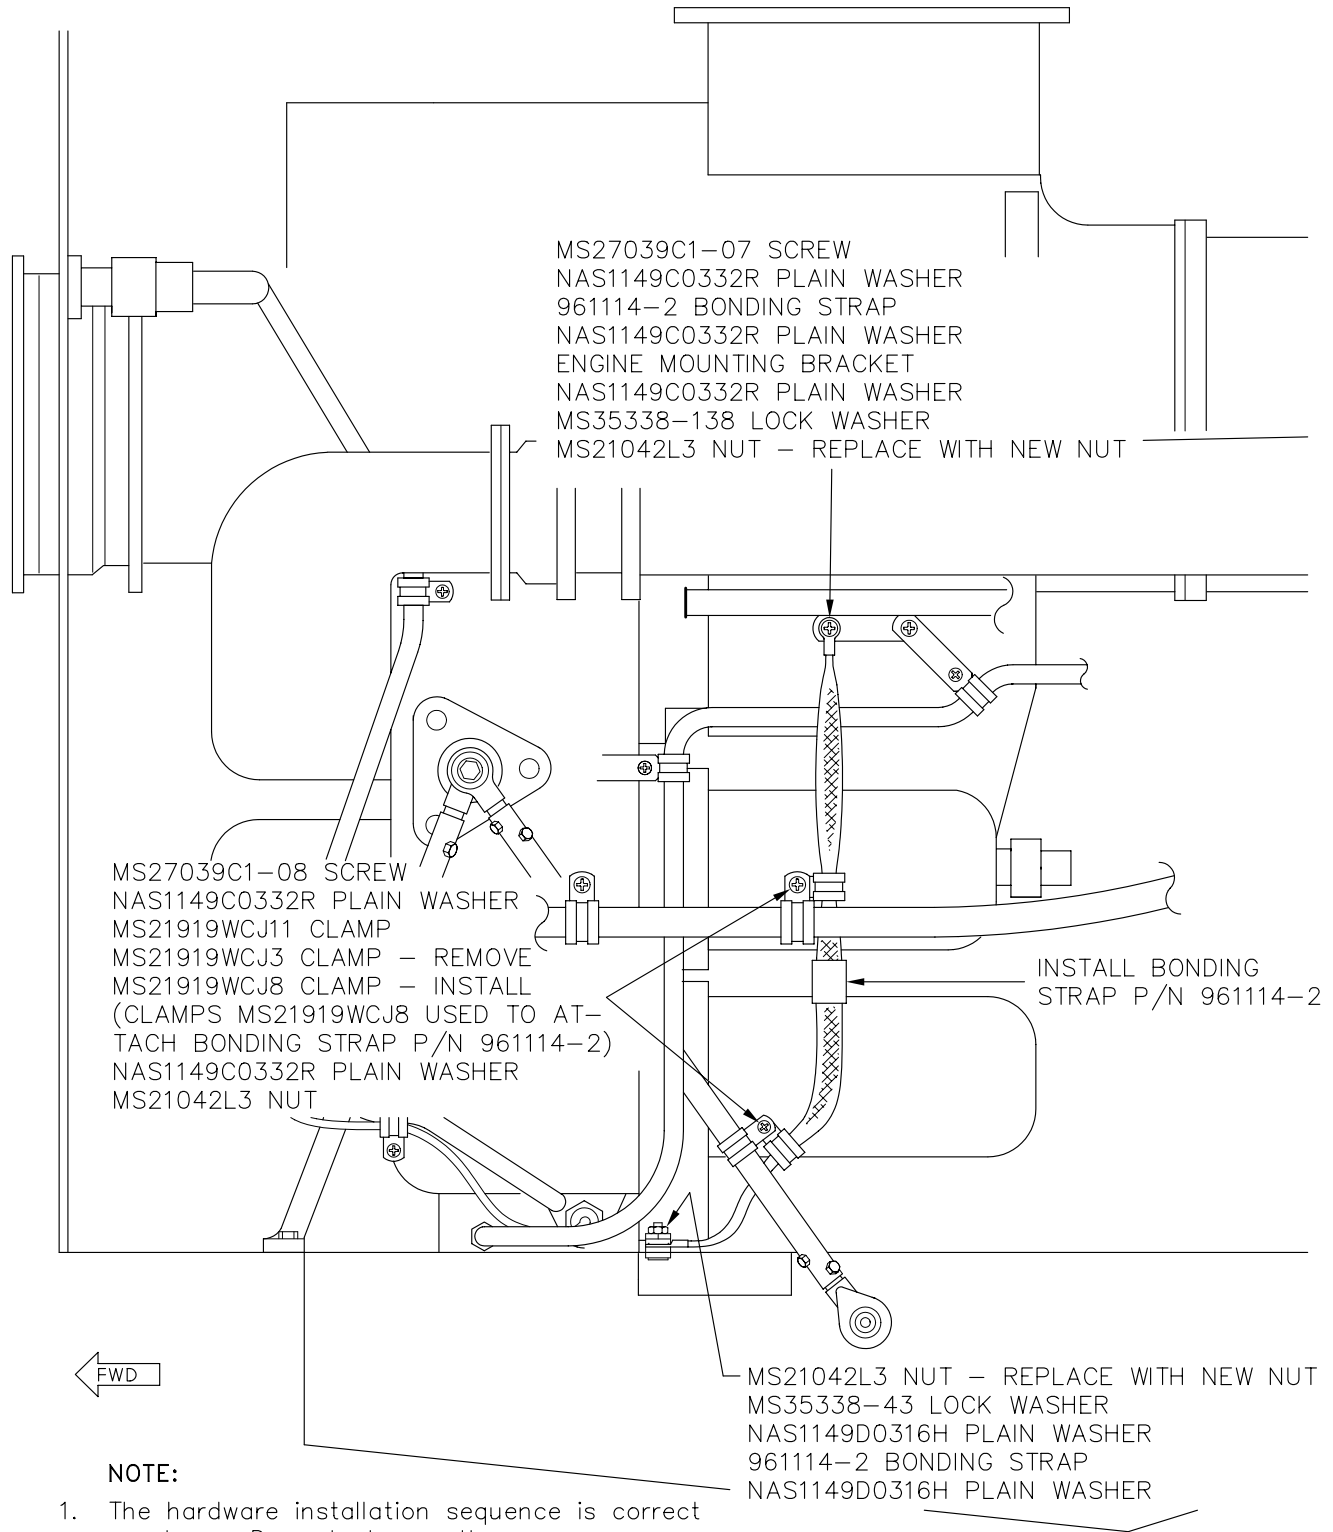 MS27039C1-07 SCREW
NAS1149C0332R PLAIN WASHER
961114-2 BONDING STRAP
NAS1149C0332R PLAIN WASHER
ENGINE MOUNTING BRACKET
NAS1149C0332R PLAIN WASHER
MS35338-138 LOCK WASHER
MS21042L3 NUT - REPLACE WITH NEW NUT
MS27039C1-08 SCREW
NAS1149C0332R PLAIN WASHER
MS21919WCJ11 CLAMP
MS21919WCJ3 CLAMP - REMOVE
MS21919WCJ8 CLAMP - INSTALL
(CLAMPS MS21919WCJ8 USED TO AT-
TACH BONDING STRAP P/N 961114-2)
NAS1149C0332R PLAIN WASHER
MS21042L3 NUT
INSTALL BONDING
STRAP P/N 961114-2
FWD
MS21042L3 NUT - REPLACE WITH NEW NUT
MS35338-43 LOCK WASHER
NAS1149D0316H PLAIN WASHER
961114-2 BONDING STRAP
NAS1149D0316H PLAIN WASHER
NOTE:
1. The hardware installation sequence is correct